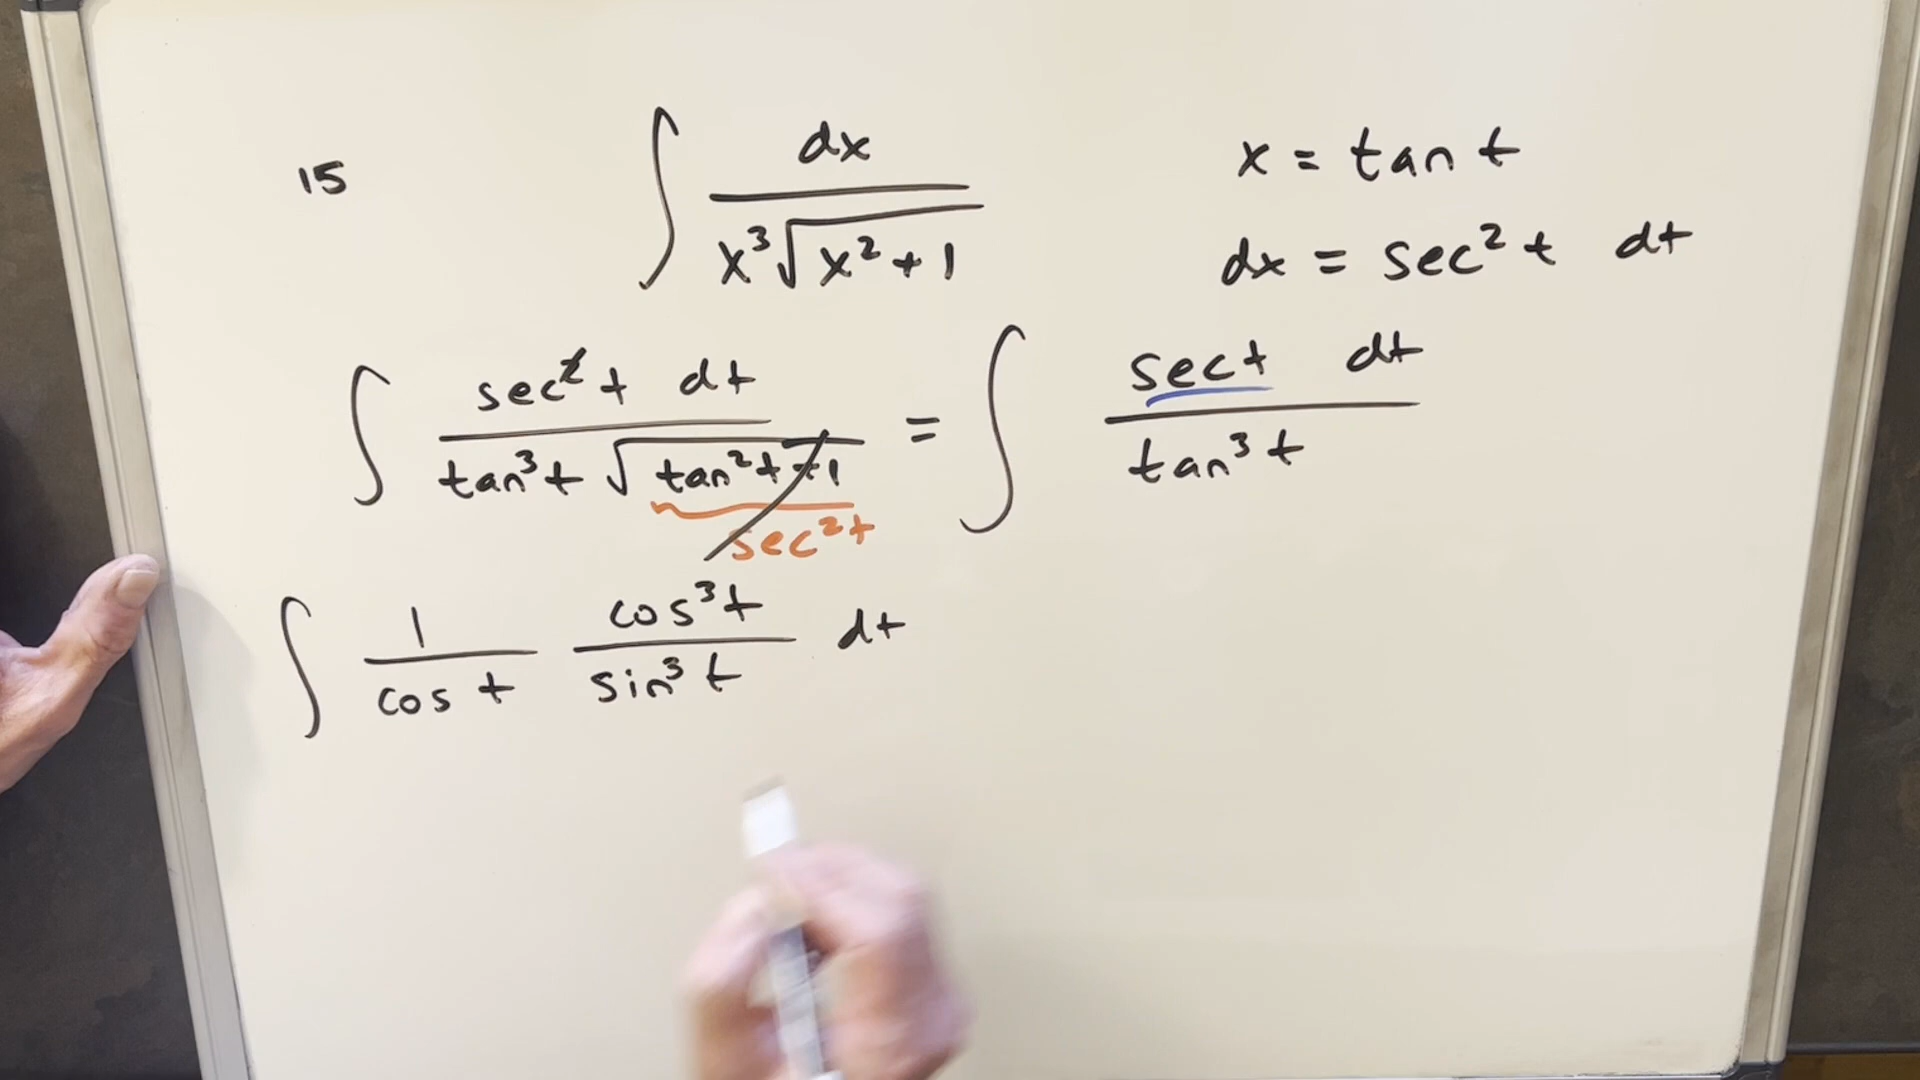 15 ∫ dx / (x³√(x² + 1)) x = tan t
dx = sec² t dt
∫ sec² t dt / (tan³ t √(tan² t + 1)) = ∫ sec t dt / tan³ t
sec² t
∫ 1 / cos t cos³ t / sin³ t dt